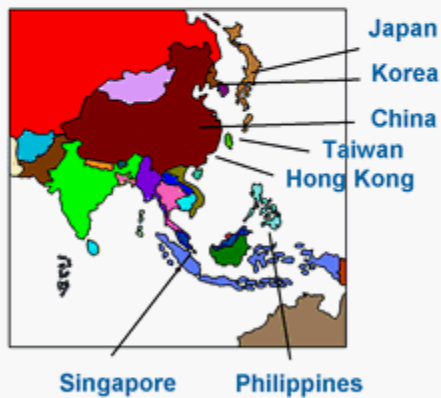 Japan
Korea
China
Taiwan
Hong Kong
Singapore
Philippines